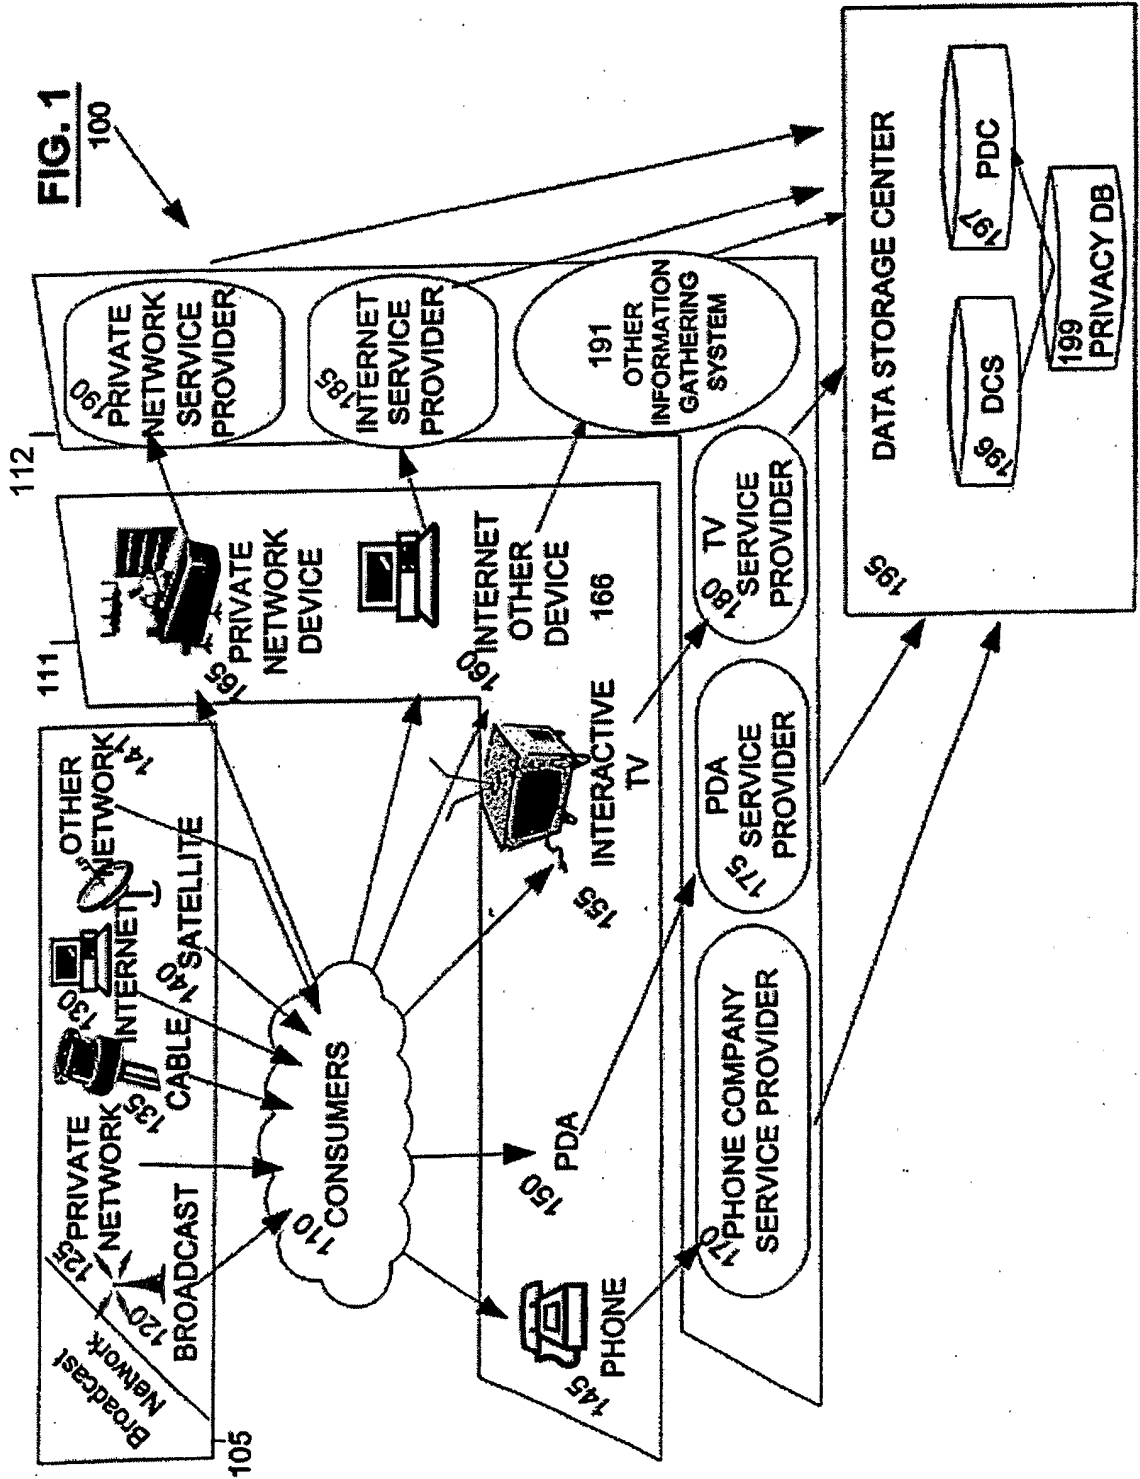 FIG. 1
100
Broadcast
Network
105
120
BROADCAST
125
PRIVATE
NETWORK
135
CABLE
130
INTERNET
140
SATELLITE
OTHER
NETWORK
141
110
CONSUMERS
111
112
165
PRIVATE
NETWORK
DEVICE
160
INTERNET
OTHER
DEVICE
166
155
INTERACTIVE
TV
150
PDA
145
PHONE
190
PRIVATE
NETWORK
SERVICE
PROVIDER
185
INTERNET
SERVICE
PROVIDER
191
OTHER
INFORMATION
GATHERING
SYSTEM
180
TV
SERVICE
PROVIDER
175
PDA
SERVICE
PROVIDER
170
PHONE COMPANY
SERVICE PROVIDER
195
DATA STORAGE CENTER
196
DCS
197
PDC
199
PRIVACY DB